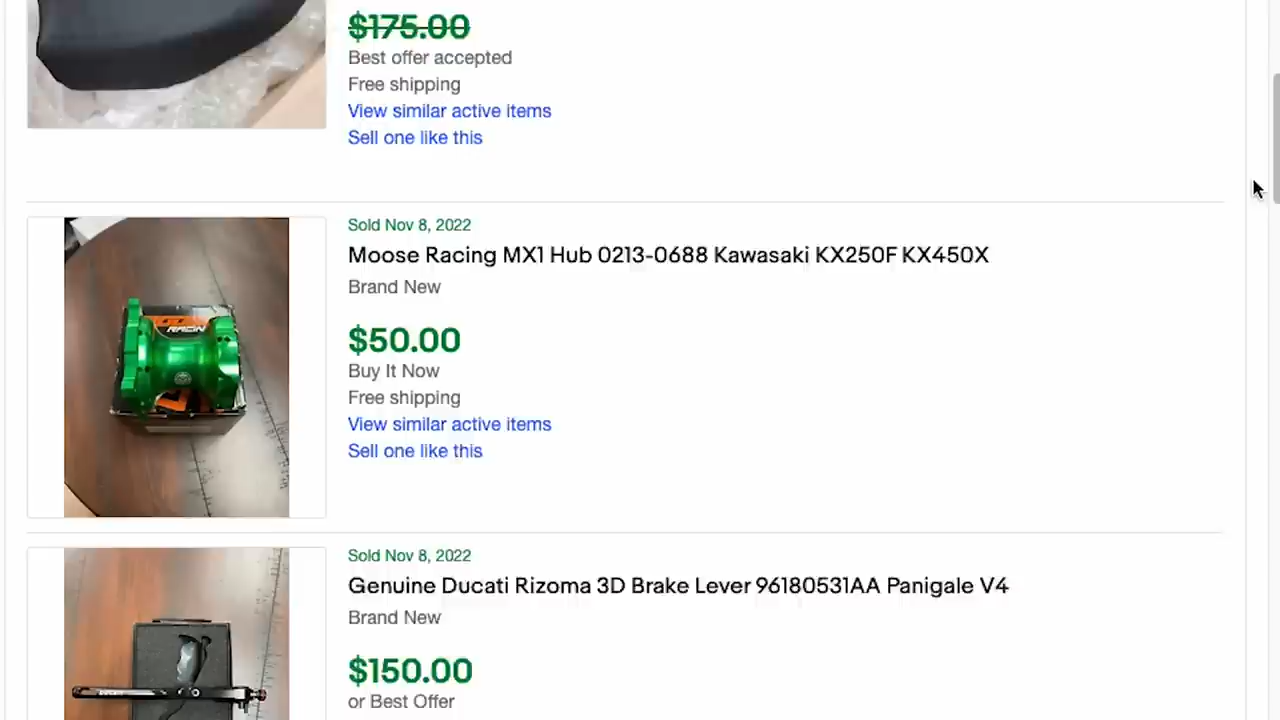 $175.00
Best offer accepted
Free shipping
View similar active items
Sell one like this
Sold Nov 8, 2022
Moose Racing MX1 Hub 0213-0688 Kawasaki KX250F KX450X
Brand New
$50.00
Buy It Now
Free shipping
View similar active items
Sell one like this
RACING
Sold Nov 8, 2022
Genuine Ducati Rizoma 3D Brake Lever 96180531AA Panigale V4
Brand New
$150.00
or Best Offer